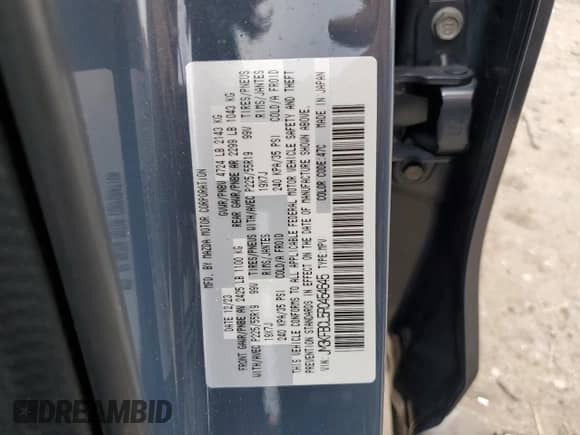 MFD. BY MAZDA MOTOR CORPORATION
DATE 12/23 GVWR/PNBV 4724 LB 2143 KG
FRONT GAWR/PNBE AV 2425 LB 1100 KG REAR GAWR/PNBE AR 2299 LB 1043 KG
WITH/AVEC P225/55R19 99V TIRES/PNEUS WITH/AVEC P225/55R19 99V TIRES/PNEUS
19X7J RIMS/JANTES 19X7J RIMS/JANTES
240 KPA/35 PSI COLD/A FROID 240 KPA/35 PSI COLD/A FROID
THIS VEHICLE CONFORMS TO ALL APPLICABLE FEDERAL MOTOR VEHICLE SAFETY AND THEFT
PREVENTION STANDARDS IN EFFECT ON THE DATE OF MANUFACTURE SHOWN ABOVE.
TYPE: MPV COLOR CODE: 47C MADE IN JAPAN
DREAMBID